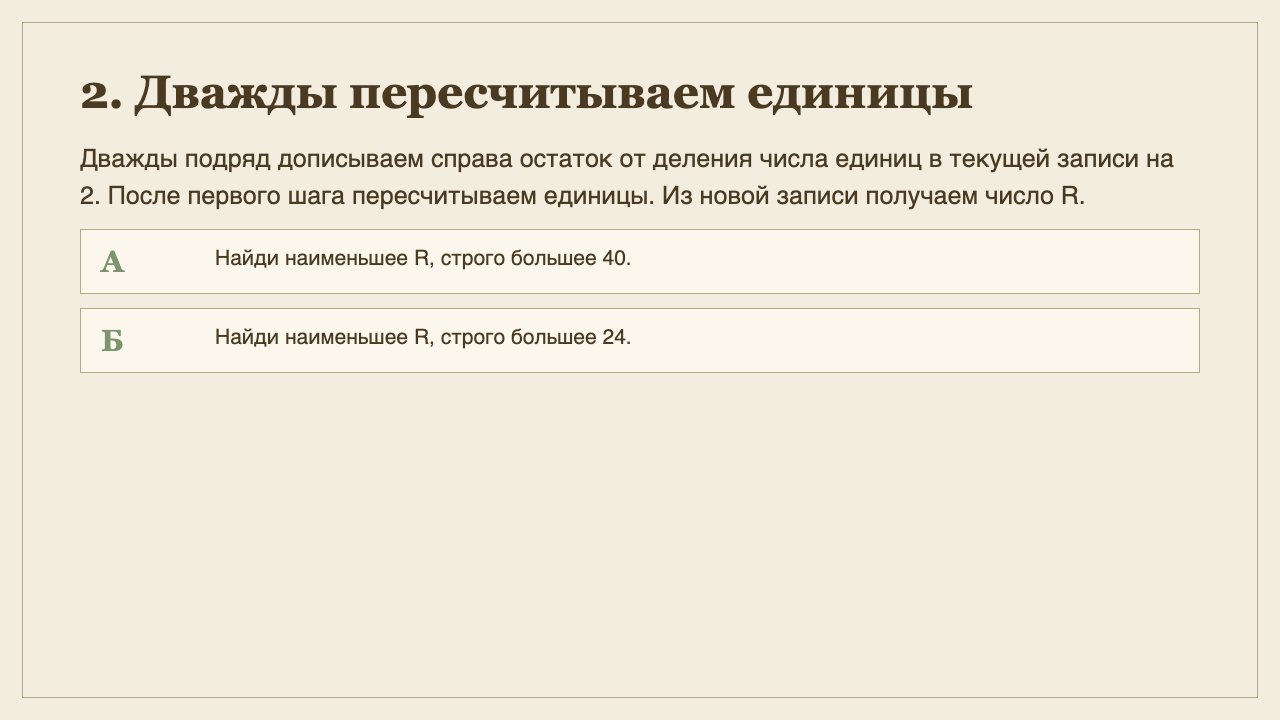 2. Дважды пересчитываем единицы
Дважды подряд дописываем справа остаток от деления числа единиц в текущей записи на
2. После первого шага пересчитываем единицы. Из новой записи получаем число R.
А Найди наименьшее R, строго большее 40.
Б Найди наименьшее R, строго большее 24.